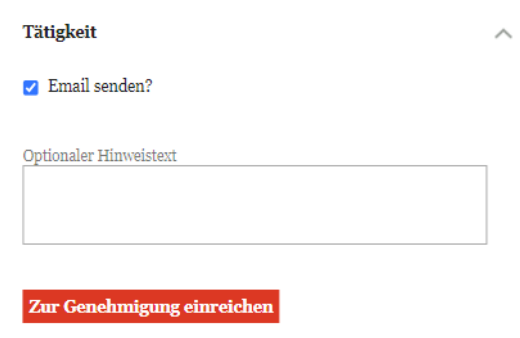 Tätigkeit
Email senden?
Optionaler Hinweistext
Zur Genehmigung einreichen